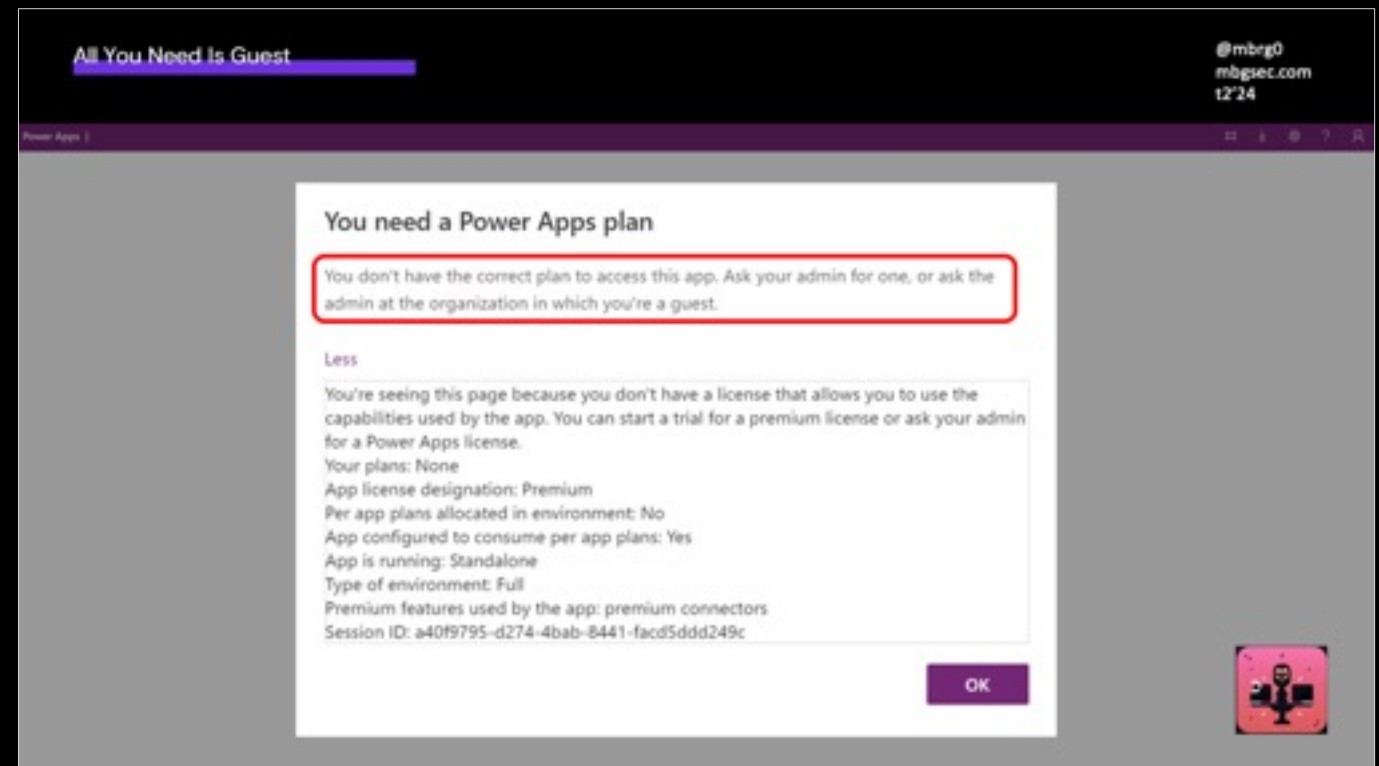 All You Need Is Guest
@mbrg0
mbgsec.com
t2'24
Power Apps |
You need a Power Apps plan
You don't have the correct plan to access this app. Ask your admin for one, or ask the
admin at the organization in which you're a guest.
Less
You're seeing this page because you don't have a license that allows you to use the
capabilities used by the app. You can start a trial for a premium license or ask your admin
for a Power Apps license.
Your plans: None
App license designation: Premium
Per app plans allocated in environment: No
App configured to consume per app plans: Yes
App is running: Standalone
Type of environment: Full
Premium features used by the app: premium connectors
Session ID: a40f9795-d274-4bab-8441-facd5ddd249c
OK